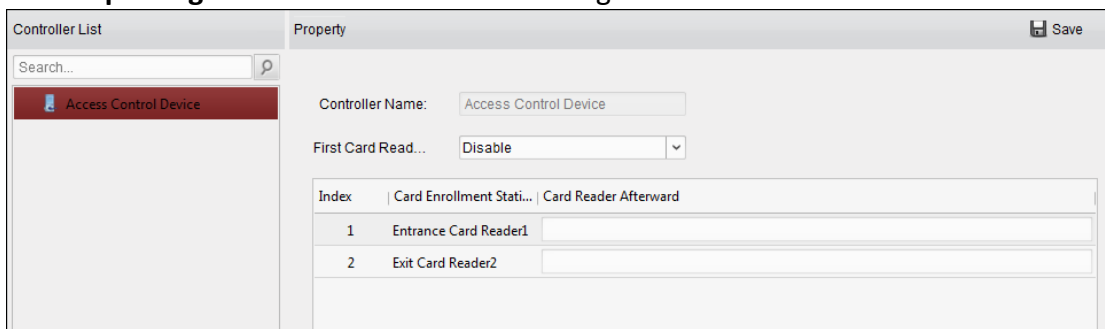 Controller List
Property
Save
Search...
Access Control Device
Controller Name:
Access Control Device
First Card Read...
Disable
Index
Card Enrollment Stati...
Card Reader Afterward
1
Entrance Card Reader1
2
Exit Card Reader2